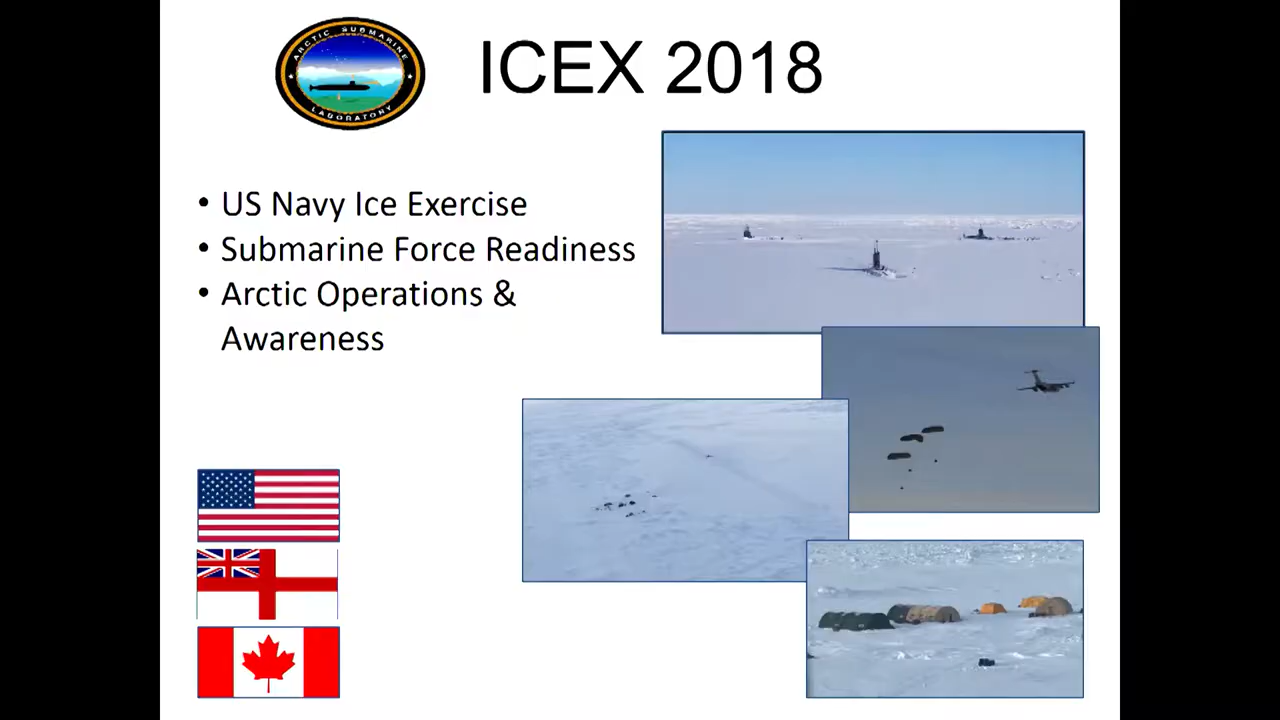 ARCTIC SUBMARINE
LABORATORY
ICEX 2018
• US Navy Ice Exercise
• Submarine Force Readiness
• Arctic Operations &
Awareness